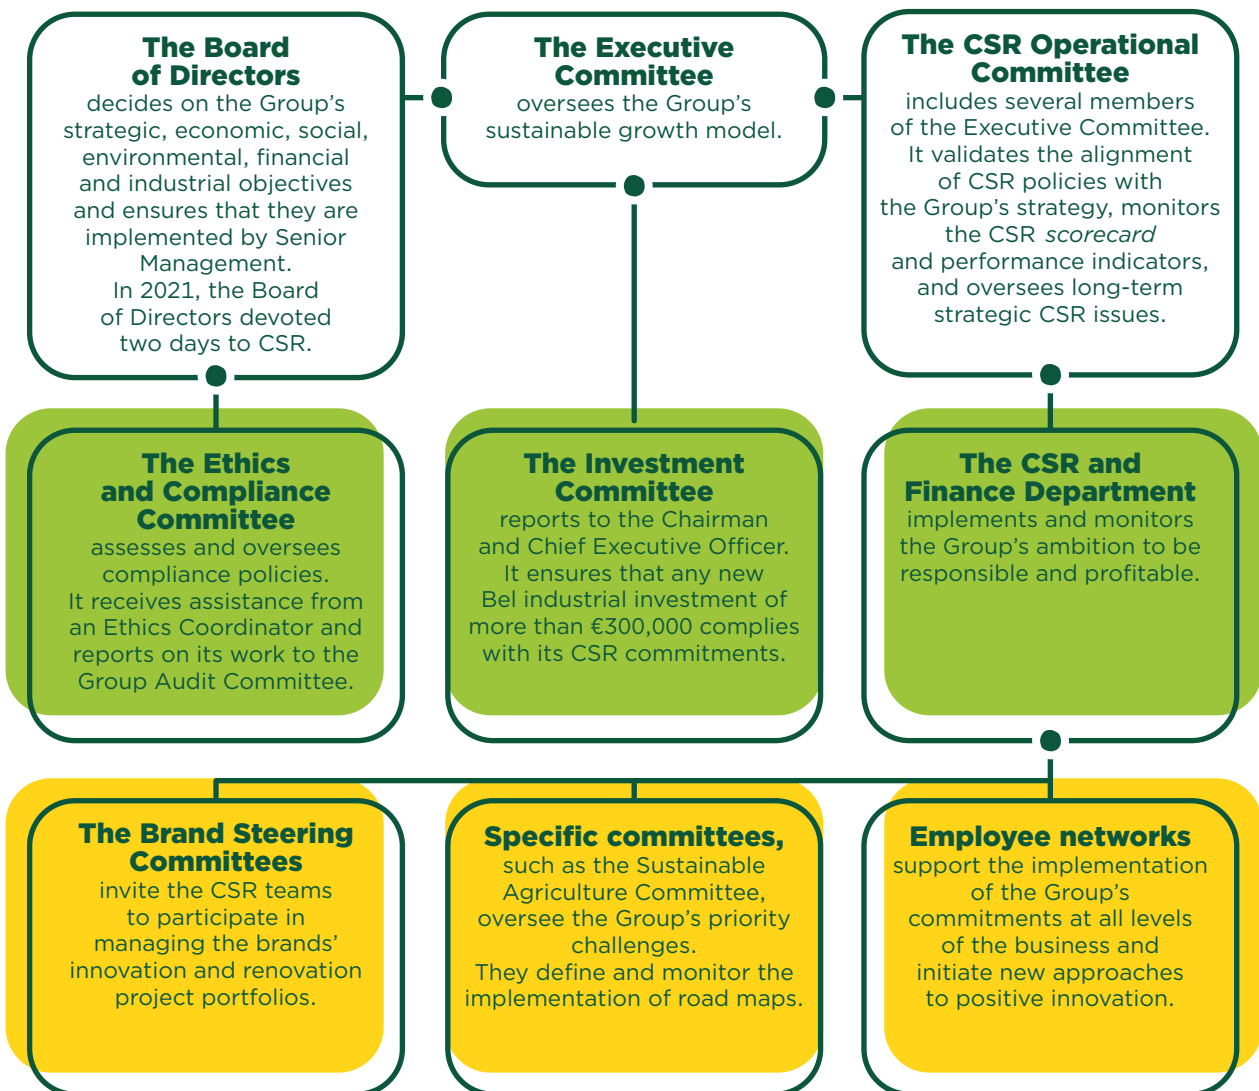 The Board
of Directors
decides on the Group's
strategic, economic, social,
environmental, financial
and industrial objectives
and ensures that they are
implemented by Senior
Management.
In 2021, the Board
of Directors devoted
two days to CSR.
The Executive
Committee
oversees the Group's
sustainable growth model.
The CSR Operational
Committee
includes several members
of the Executive Committee.
It validates the alignment
of CSR policies with
the Group's strategy, monitors
the CSR scorecard
and performance indicators,
and oversees long-term
strategic CSR issues.
The Ethics
and Compliance
Committee
assesses and oversees
compliance policies.
It receives assistance from
an Ethics Coordinator and
reports on its work to the
Group Audit Committee.
The Investment
Committee
reports to the Chairman
and Chief Executive Officer.
It ensures that any new
Bel industrial investment of
more than €300,000 complies
with its CSR commitments.
The CSR and
Finance Department
implements and monitors
the Group's ambition to be
responsible and profitable.
The Brand Steering
Committees
invite the CSR teams
to participate in
managing the brands'
innovation and renovation
project portfolios.
Specific committees,
such as the Sustainable
Agriculture Committee,
oversee the Group's priority
challenges.
They define and monitor the
implementation of road maps.
Employee networks
support the implementation
of the Group's
commitments at all levels
of the business and
initiate new approaches
to positive innovation.